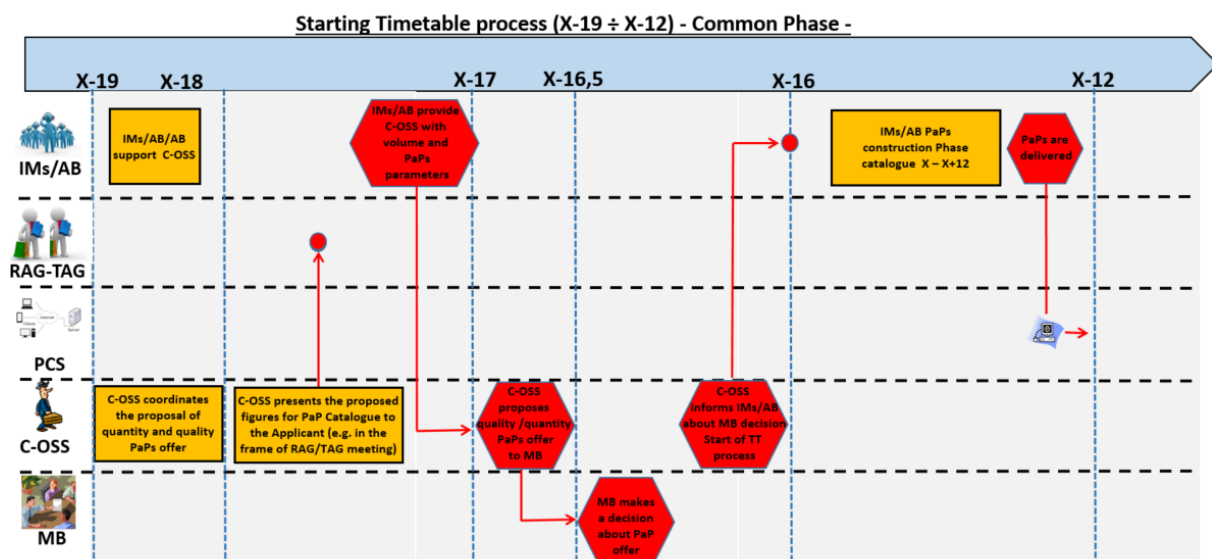 Starting Timetable process (X-19 ÷ X-12) - Common Phase -
X-19
X-18
X-17
X-16,5
X-16
X-12
IMs/AB
IMs/AB/AB
support C-OSS
IMs/AB provide
C-OSS with
volume and
PaPs
parameters
IMs/AB PaPs
construction Phase
catalogue X – X+12
PaPs are
delivered
RAG-TAG
PCS
C-OSS
C-OSS coordinates
the proposal of
quantity and quality
PaPs offer
C-OSS presents the proposed
figures for PaP Catalogue to
the Applicant (e.g. in the
frame of RAG/TAG meeting)
C-OSS
proposes
quality /quantity
PaPs offer
to MB
C-OSS
informs IMs/AB
about MB decision
Start of TT
process
MB
MB makes
a decision
about PaP
offer